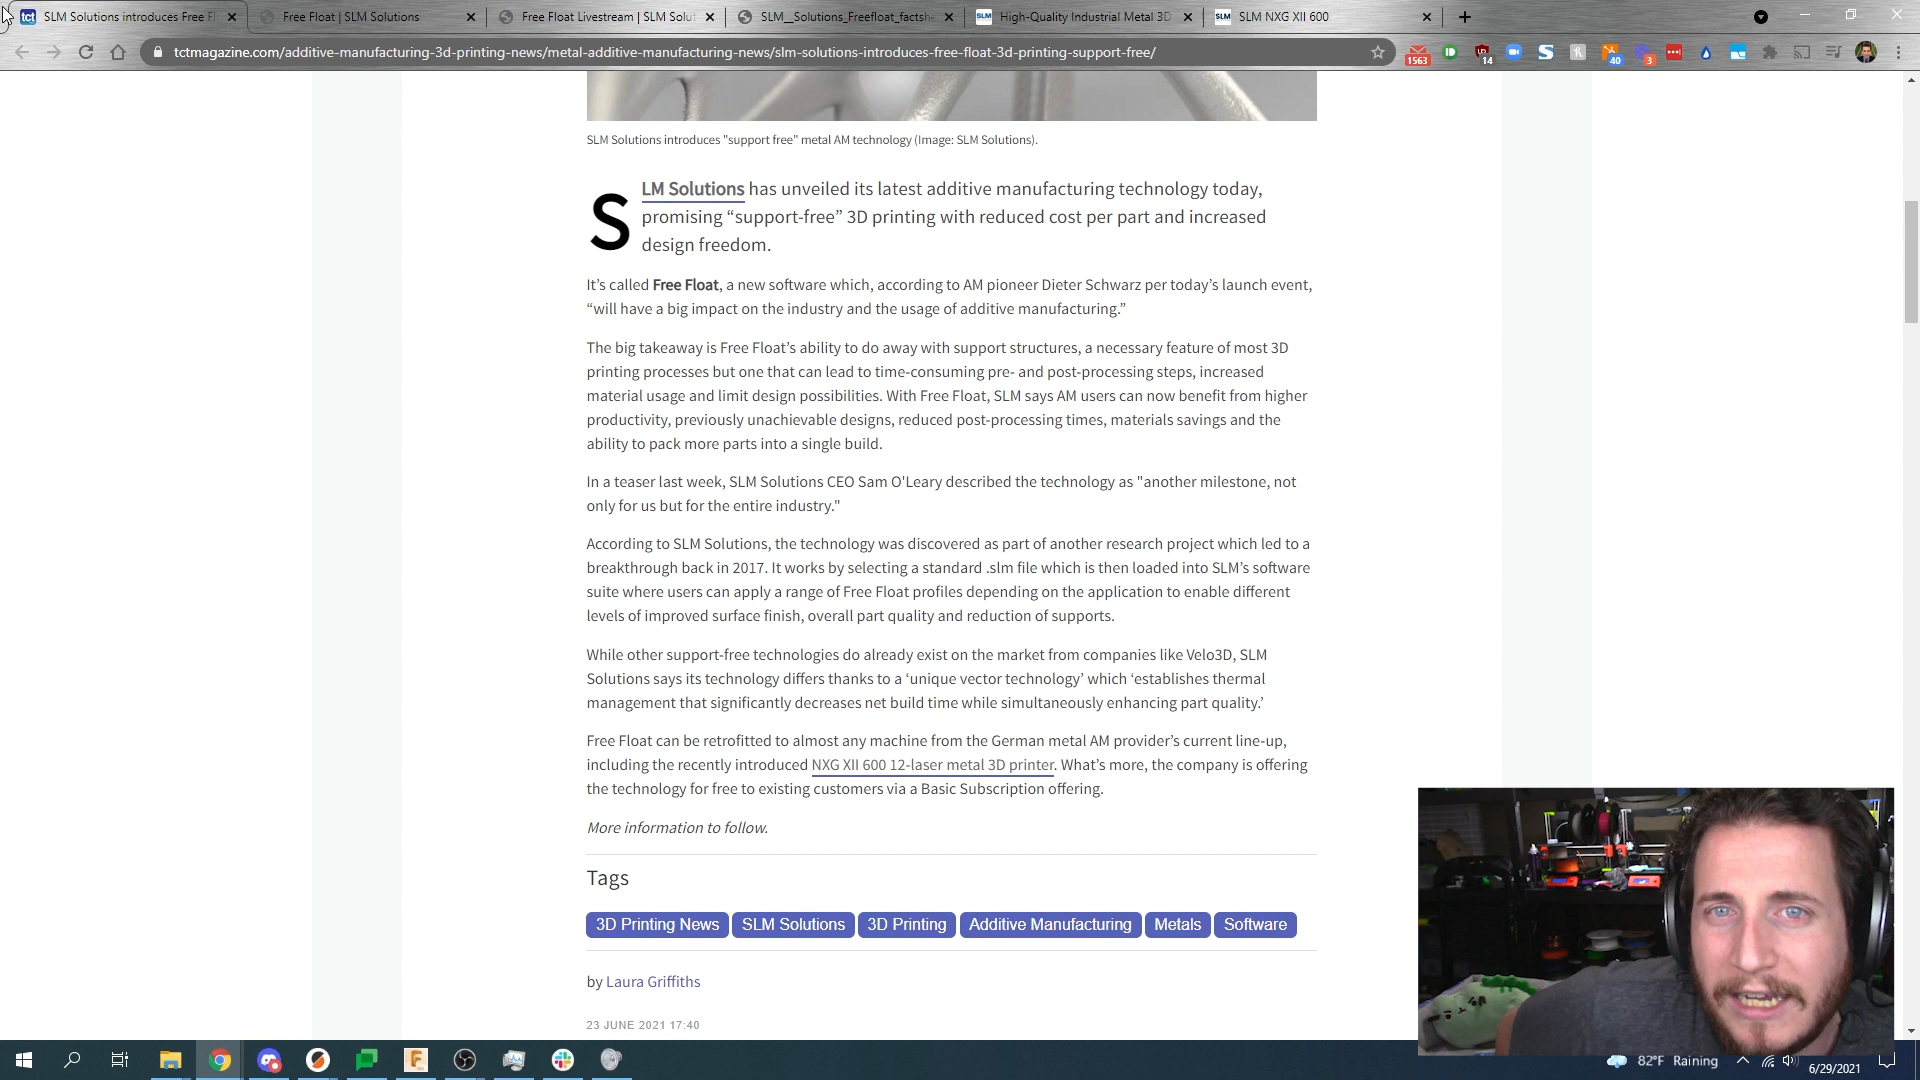 tct SLM Solutions introduces Free Fl
Free Float | SLM Solutions
Free Float Livestream | SLM Solut
SLM__Solutions_Freefloat_factshe
SLM High-Quality Industrial Metal 3D
SLM SLM NXG XII 600
tctmagazine.com/additive-manufacturing-3d-printing-news/metal-additive-manufacturing-news/slm-solutions-introduces-free-float-3d-printing-support-free/
1563
14
40
3
SLM Solutions introduces "support free" metal AM technology (Image: SLM Solutions).
SLM Solutions has unveiled its latest additive manufacturing technology today,
promising “support-free” 3D printing with reduced cost per part and increased
design freedom.
It’s called Free Float, a new software which, according to AM pioneer Dieter Schwarz per today’s launch event,
“will have a big impact on the industry and the usage of additive manufacturing.”
The big takeaway is Free Float’s ability to do away with support structures, a necessary feature of most 3D
printing processes but one that can lead to time-consuming pre- and post-processing steps, increased
material usage and limit design possibilities. With Free Float, SLM says AM users can now benefit from higher
productivity, previously unachievable designs, reduced post-processing times, materials savings and the
ability to pack more parts into a single build.
In a teaser last week, SLM Solutions CEO Sam O'Leary described the technology as "another milestone, not
only for us but for the entire industry."
According to SLM Solutions, the technology was discovered as part of another research project which led to a
breakthrough back in 2017. It works by selecting a standard .slm file which is then loaded into SLM’s software
suite where users can apply a range of Free Float profiles depending on the application to enable different
levels of improved surface finish, overall part quality and reduction of supports.
While other support-free technologies do already exist on the market from companies like Velo3D, SLM
Solutions says its technology differs thanks to a ‘unique vector technology’ which ‘establishes thermal
management that significantly decreases net build time while simultaneously enhancing part quality.’
Free Float can be retrofitted to almost any machine from the German metal AM provider’s current line-up,
including the recently introduced NXG XII 600 12-laser metal 3D printer. What’s more, the company is offering
the technology for free to existing customers via a Basic Subscription offering.
More information to follow.
Tags
3D Printing News SLM Solutions 3D Printing Additive Manufacturing Metals Software
by Laura Griffiths
23 JUNE 2021 17:40
82°F Raining
6/29/2021